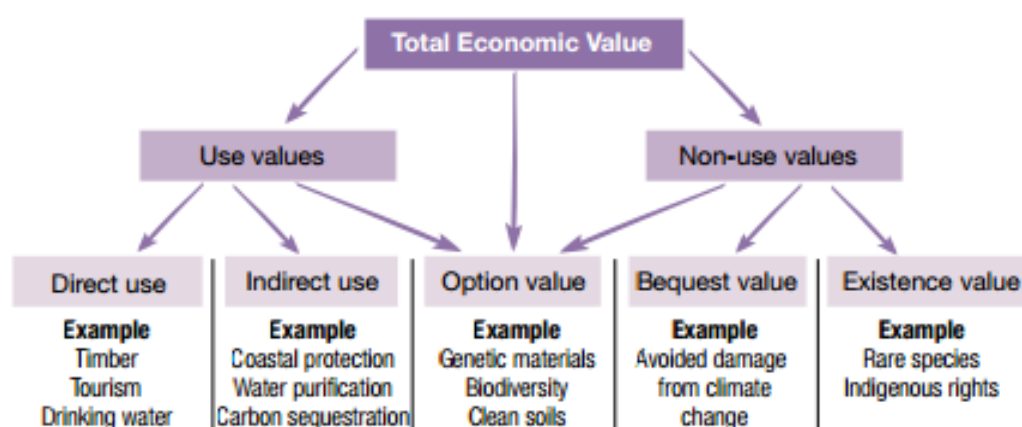 Total Economic Value
Use values
Non-use values
Direct use
Example
Timber
Tourism
Drinking water
Indirect use
Example
Coastal protection
Water purification
Carbon sequestration
Option value
Example
Genetic materials
Biodiversity
Clean soils
Bequest value
Example
Avoided damage
from climate
change
Existence value
Example
Rare species
Indigenous rights